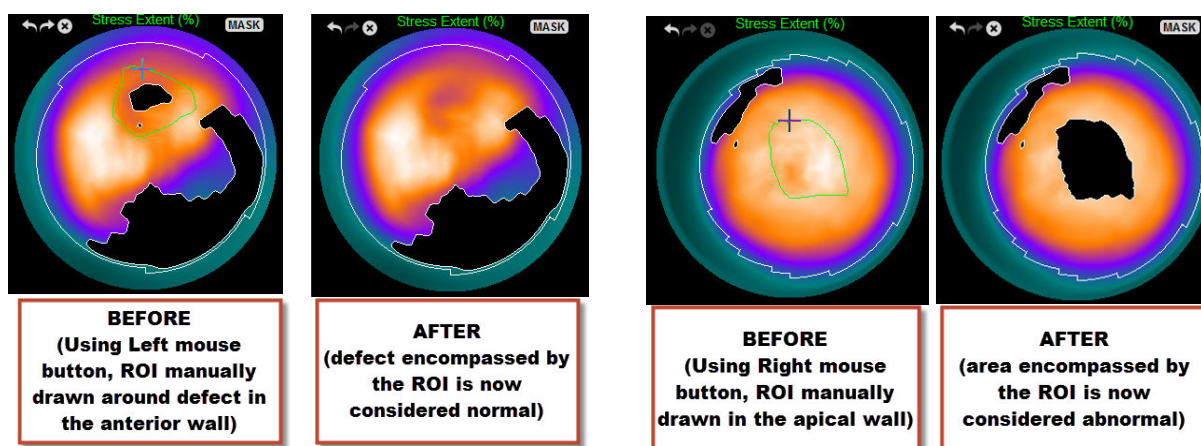 Stress Extent (%)
MASK
Stress Extent (%)
MASK
Stress Extent (%)
MASK
Stress Extent (%)
MASK
BEFORE
(Using Left mouse
button, ROI manually
drawn around defect in
the anterior wall)
AFTER
(defect encompassed by
the ROI is now
considered normal)
BEFORE
(Using Right mouse
button, ROI manually
drawn in the apical wall)
AFTER
(area encompassed by
the ROI is now
considered abnormal)